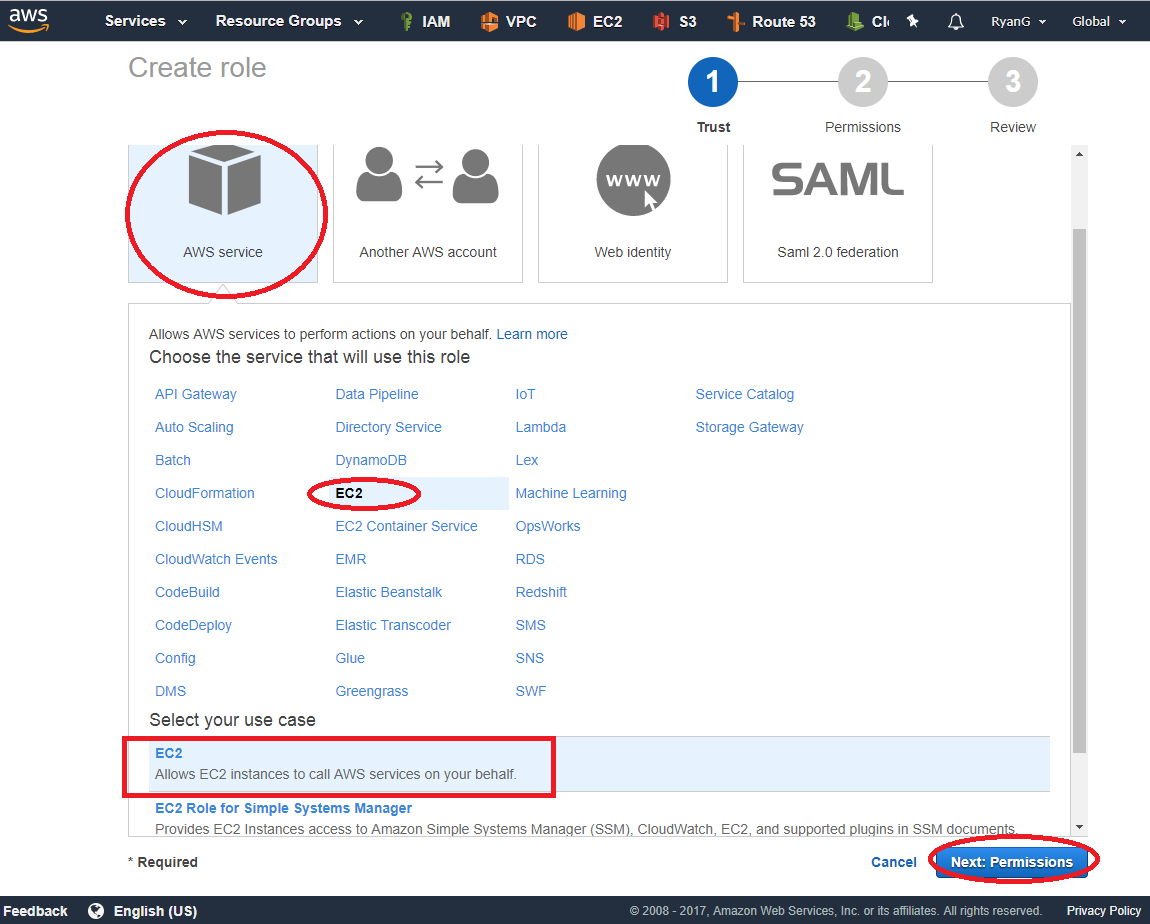 aws Services Resource Groups IAM VPC EC2 S3 Route 53 Cl RyanG Global
Create role
1 2 3
Trust Permissions Review
www SAML
AWS service Another AWS account Web identity Saml 2.0 federation
Allows AWS services to perform actions on your behalf. Learn more
Choose the service that will use this role
API Gateway Data Pipeline IoT Service Catalog
Auto Scaling Directory Service Lambda Storage Gateway
Batch DynamoDB Lex
CloudFormation EC2 Machine Learning
CloudHSM EC2 Container Service OpsWorks
CloudWatch Events EMR RDS
CodeBuild Elastic Beanstalk Redshift
CodeDeploy Elastic Transcoder SMS
Config Glue SNS
DMS Greengrass SWF
Select your use case
EC2
Allows EC2 instances to call AWS services on your behalf.
EC2 Role for Simple Systems Manager
Provides EC2 Instances access to Amazon Simple Systems Manager (SSM), CloudWatch, EC2, and supported plugins in SSM documents.
* Required Cancel Next: Permissions
Feedback English (US) © 2008 - 2017, Amazon Web Services, Inc. or its affiliates. All rights reserved. Privacy Policy